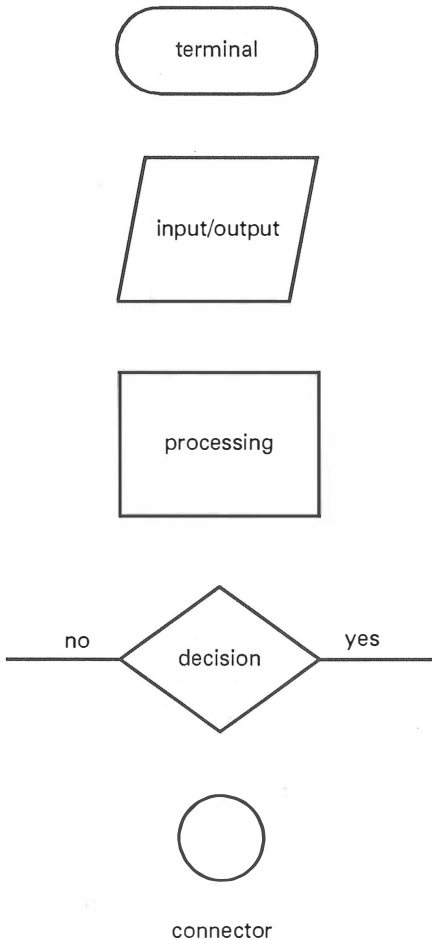 terminal
input/output
processing
no
decision
yes
connector